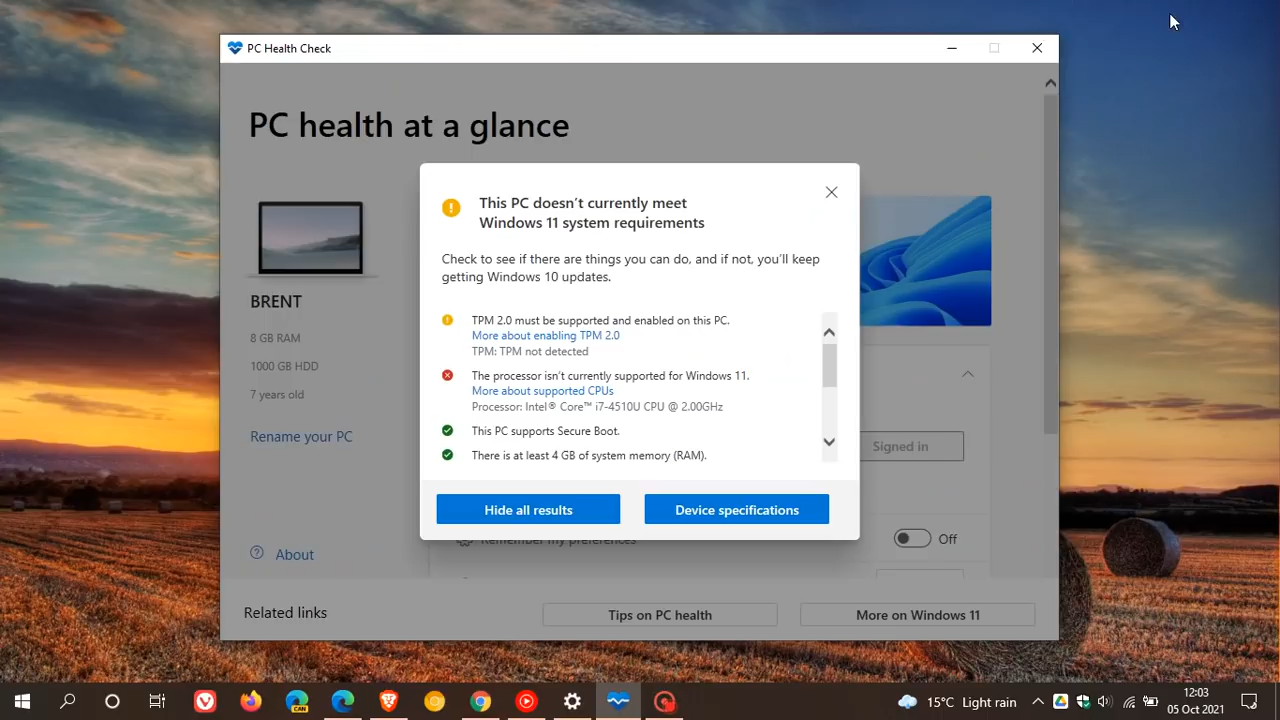 PC Health Check
PC health at a glance
This PC doesn't currently meet
Windows 11 system requirements
Check to see if there are things you can do, and if not, you'll keep
getting Windows 10 updates.
BRENT
8 GB RAM
1000 GB HDD
7 years old
Rename your PC
TPM 2.0 must be supported and enabled on this PC.
More about enabling TPM 2.0
TPM: TPM not detected
The processor isn't currently supported for Windows 11.
More about supported CPUs
Processor: Intel® Core™ i7-4510U CPU @ 2.00GHz
This PC supports Secure Boot.
There is at least 4 GB of system memory (RAM).
Signed in
Hide all results
Device specifications
Remember my preferences
Off
About
Related links
Tips on PC health
More on Windows 11
CAN
15°C Light rain
12:03
05 Oct 2021